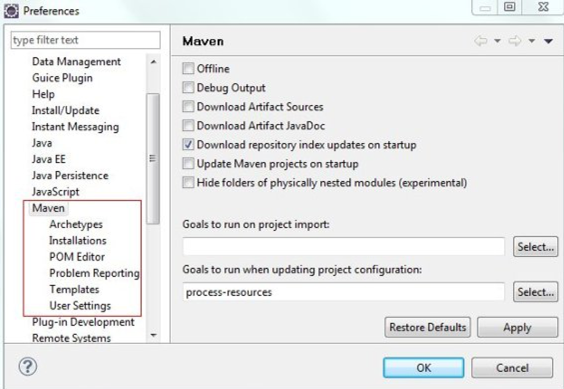 Preferences
type filter text
Data Management
Guice Plugin
Help
Install/Update
Instant Messaging
Java
Java EE
Java Persistence
JavaScript
Maven
Archetypes
Installations
POM Editor
Problem Reporting
Templates
User Settings
Plug-in Development
Remote Systems
Maven
Offline
Debug Output
Download Artifact Sources
Download Artifact JavaDoc
Download repository index updates on startup
Update Maven projects on startup
Hide folders of physically nested modules (experimental)
Goals to run on project import:
Select...
Goals to run when updating project configuration:
process-resources
Select...
Restore Defaults
Apply
?
OK
Cancel